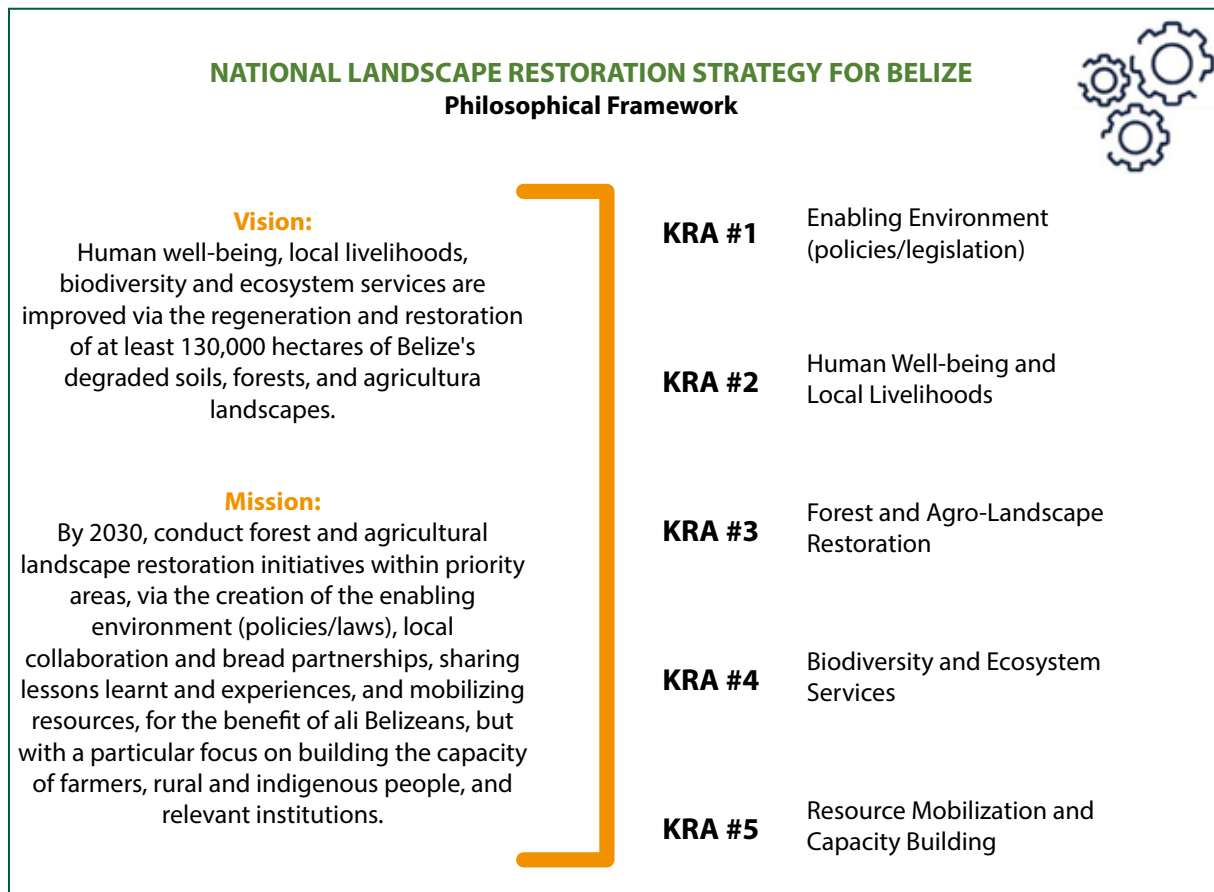 NATIONAL LANDSCAPE RESTORATION STRATEGY FOR BELIZE
Philosophical Framework
Vision:
Human well-being, local livelihoods,
biodiversity and ecosystem services are
improved via the regeneration and restoration
of at least 130,000 hectares of Belize's
degraded soils, forests, and agricultura
landscapes.
Mission:
By 2030, conduct forest and agricultural
landscape restoration initiatives within priority
areas, via the creation of the enabling
environment (policies/laws), local
collaboration and bread partnerships, sharing
lessons learnt and experiences, and mobilizing
resources, for the benefit of ali Belizeans, but
with a particular focus on building the capacity
of farmers, rural and indigenous people, and
relevant institutions.
KRA #1
Enabling Environment
(policies/legislation)
KRA #2
Human Well-being and
Local Livelihoods
KRA #3
Forest and Agro-Landscape
Restoration
KRA #4
Biodiversity and Ecosystem
Services
KRA #5
Resource Mobilization and
Capacity Building